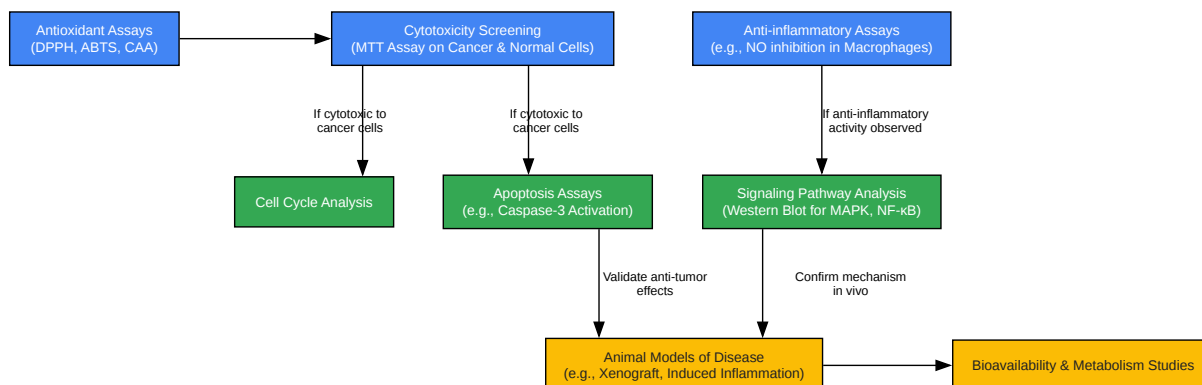 Antioxidant Assays
(DPPH, ABTS, CAA)
Cytotoxicity Screening
(MTT Assay on Cancer & Normal Cells)
Anti-inflammatory Assays
(e.g., NO inhibition in Macrophages)
If cytotoxic to
cancer cells
If cytotoxic to
cancer cells
If anti-inflammatory
activity observed
Cell Cycle Analysis
Apoptosis Assays
(e.g., Caspase-3 Activation)
Signaling Pathway Analysis
(Western Blot for MAPK, NF-κB)
Validate anti-tumor
effects
Confirm mechanism
in vivo
Animal Models of Disease
(e.g., Xenograft, Induced Inflammation)
Bioavailability & Metabolism Studies